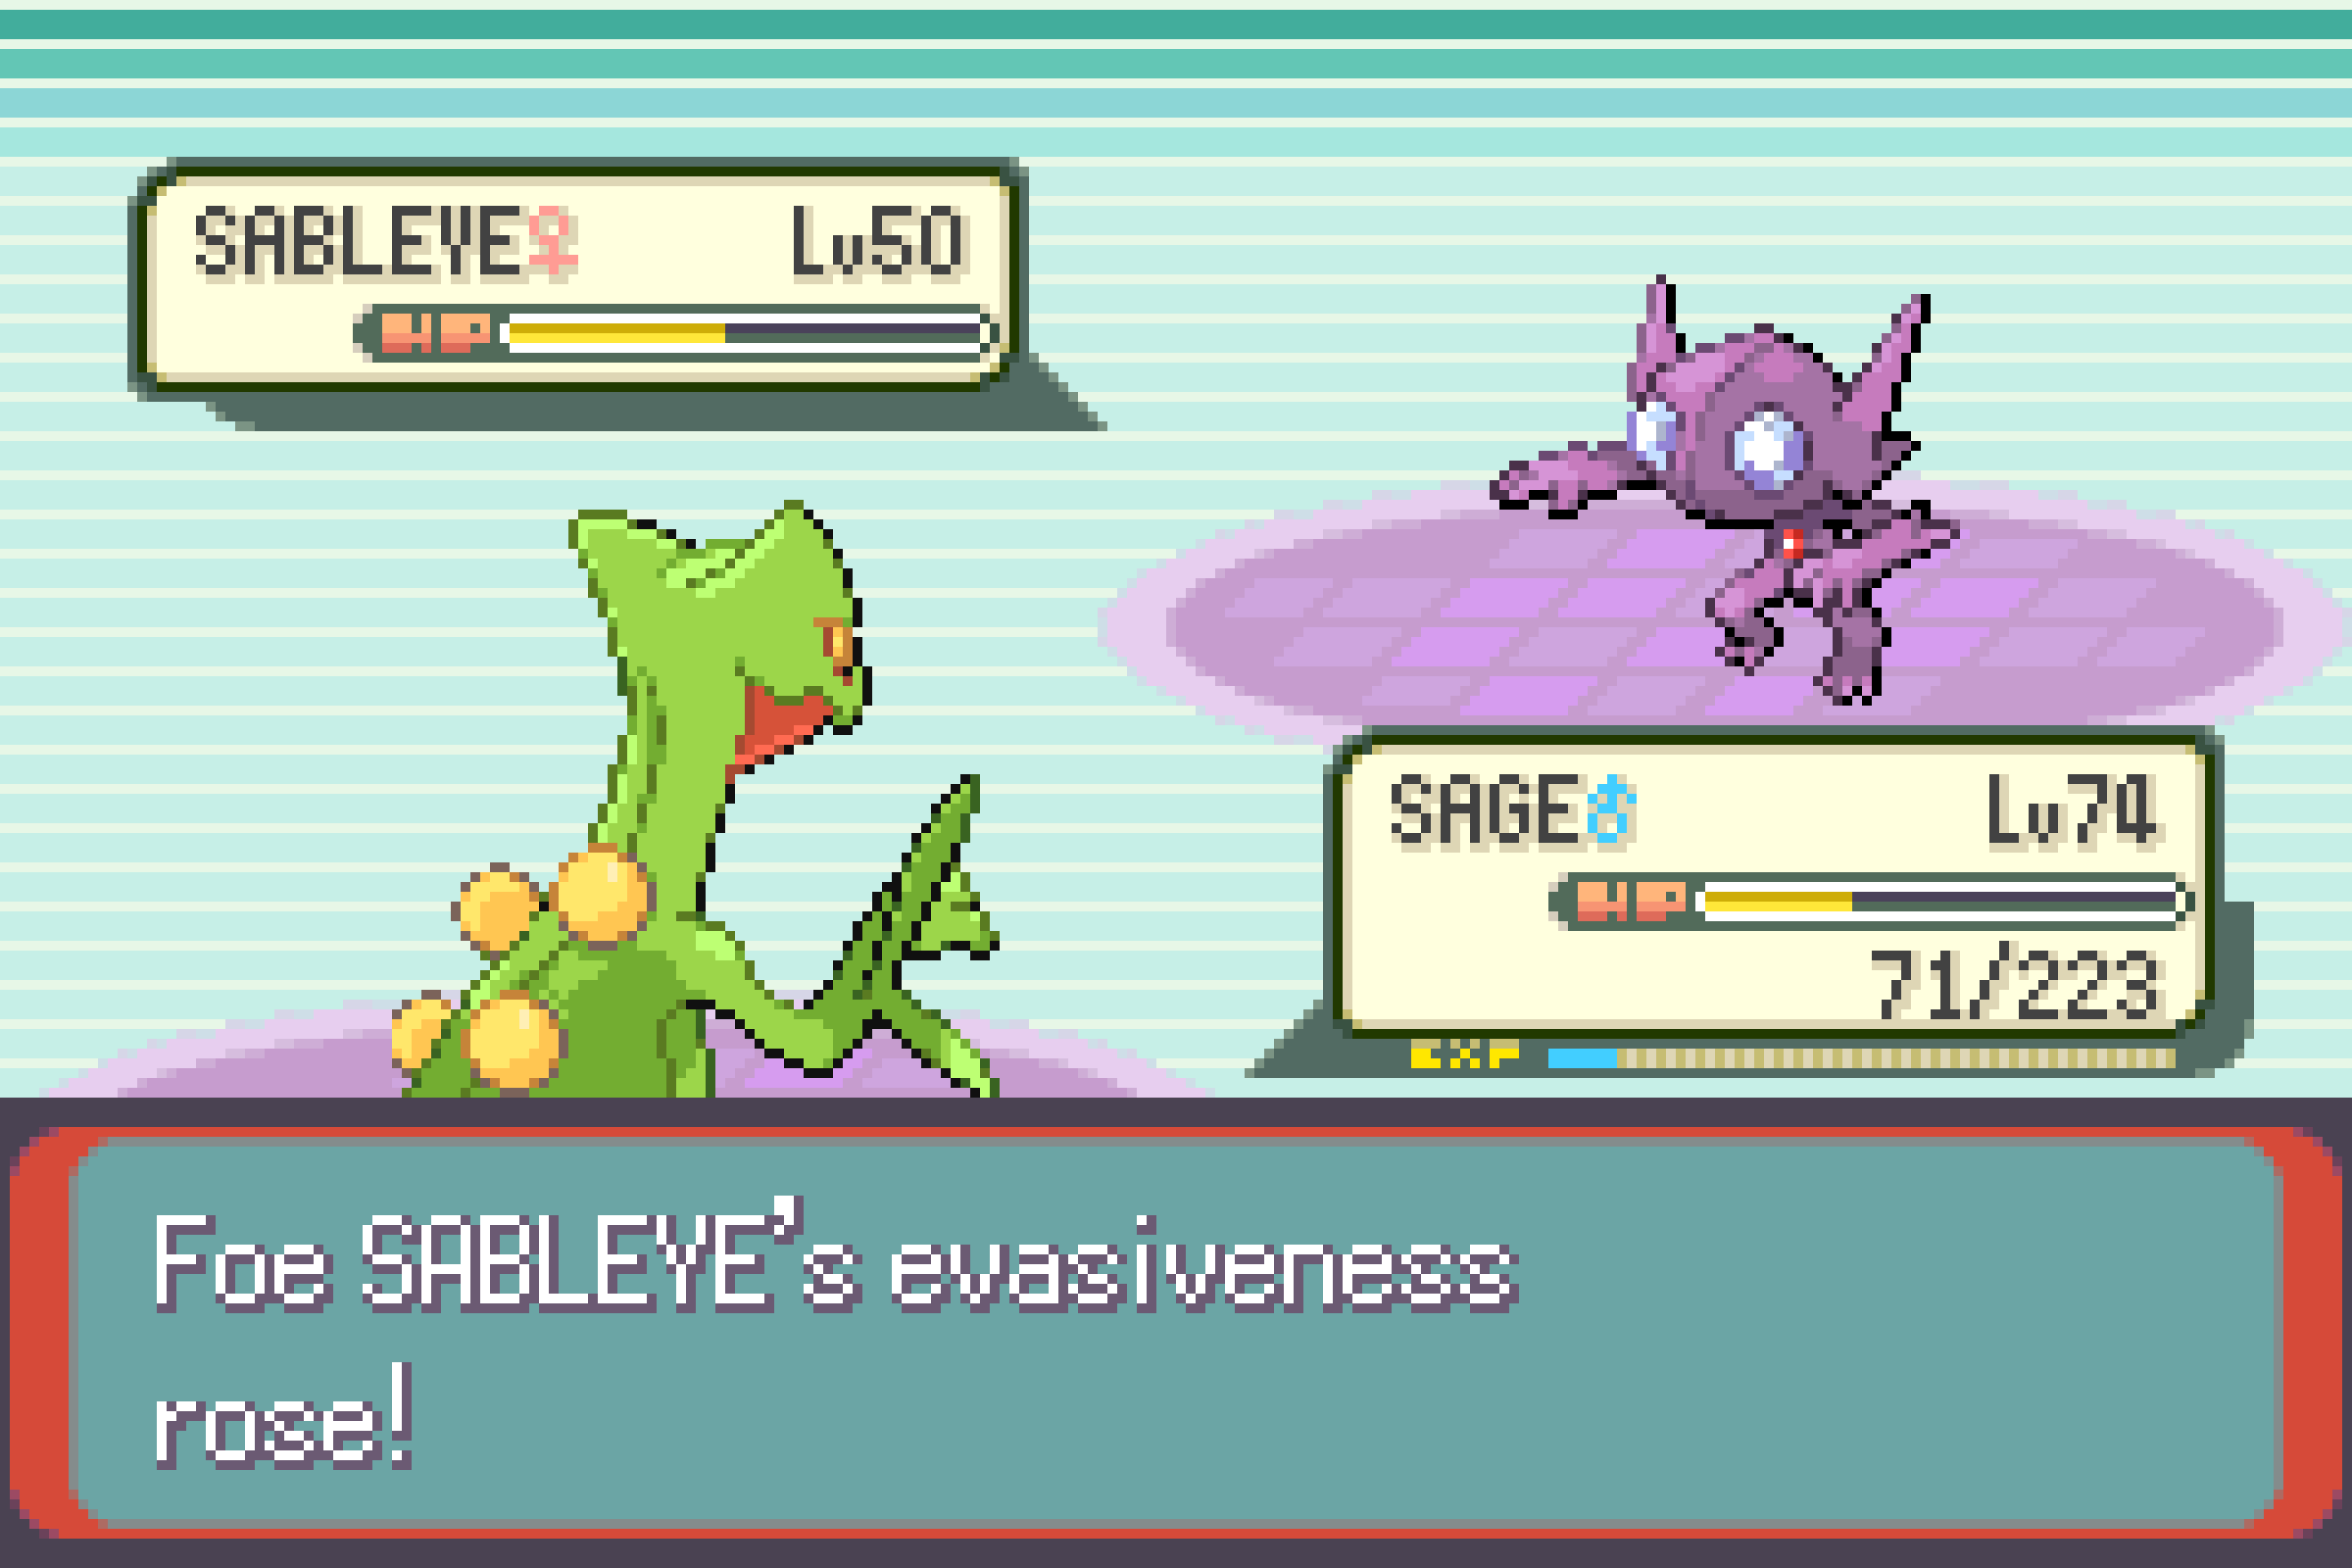 SABLEYE♀ Lv50
HP
SAGE♂ Lv74
HP
71/223
EXP
Foe SABLEYE's evasiveness
rose!